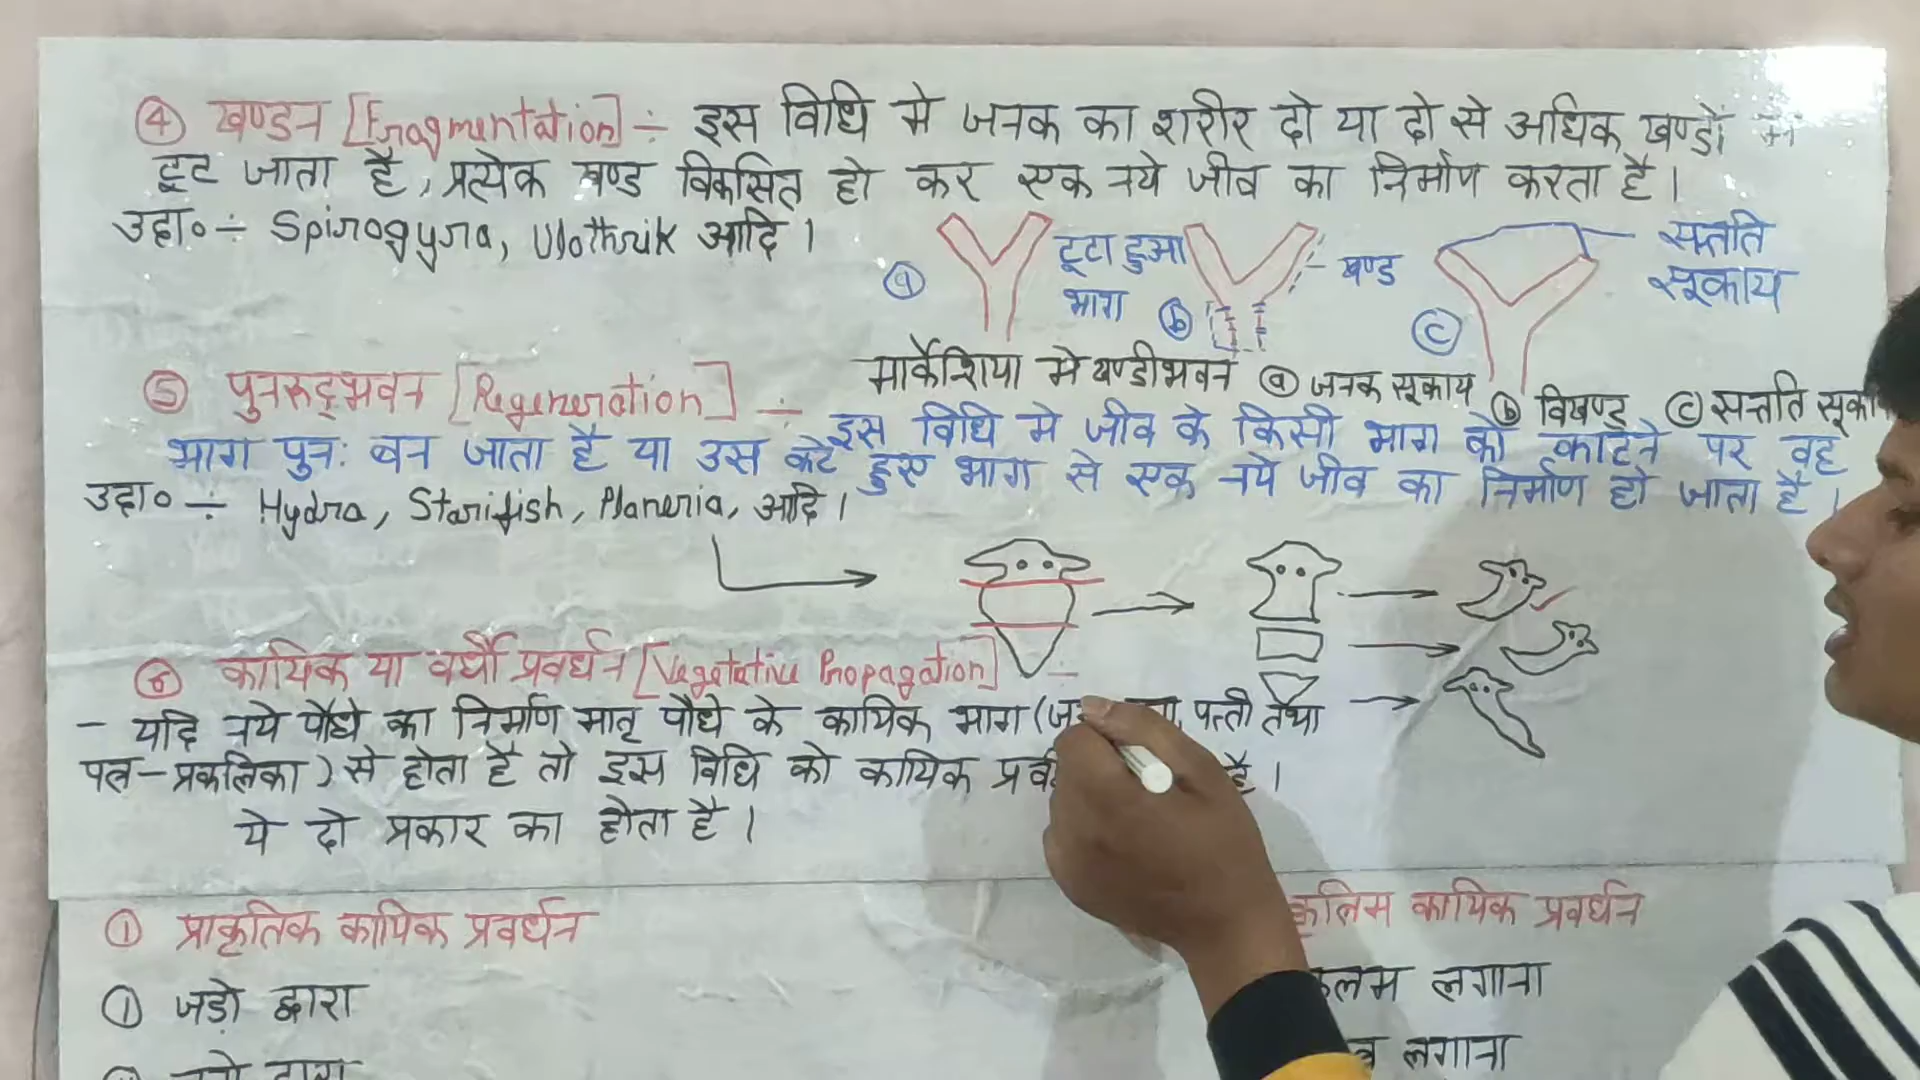 ④ खण्डन [Fragmentation] ÷ इस विधि मे जनक का शरीर दो या दो से अधिक खण्डों में
टूट जाता है, प्रत्येक खण्ड विकसित हो कर एक नये जीव का निर्माण करता है।
उदा० ÷ Spirogyra, Ulothrik आदि।
ⓐ
टूटा हुआ
भाग
ⓑ
खण्ड
ⓒ
सन्तति
सूकाय
मार्केशिया मे खण्डीभवन ⓐ जनक सूकाय ⓑ विखण्ड ⓒ सन्तति
⑤ पुनरूद्भवन [Regeneration] ÷ इस विधि मे जीव के किसी भाग को काटने पर वह
भाग पुनः बन जाता है या उस कटे हुए भाग से एक नये जीव का निर्माण हो जाता है।
उदा० ÷ Hydra, Starifish, Planeria, आदि।
⑥ कायिक या वर्धी प्रवर्धन [Vegetative Propagation] ÷
- यदि नये पौधे का निर्माण मातृ पौधे के कायिक भाग ( पत्ती तथा
पत्र-प्रकलिका) से होता है तो इस विधि को कायिक है।
ये दो प्रकार का होता है।
① प्राकृतिक कायिक प्रवर्धन
कायिक प्रवर्धन
① जड़ो द्वारा
लगाना
लगाना